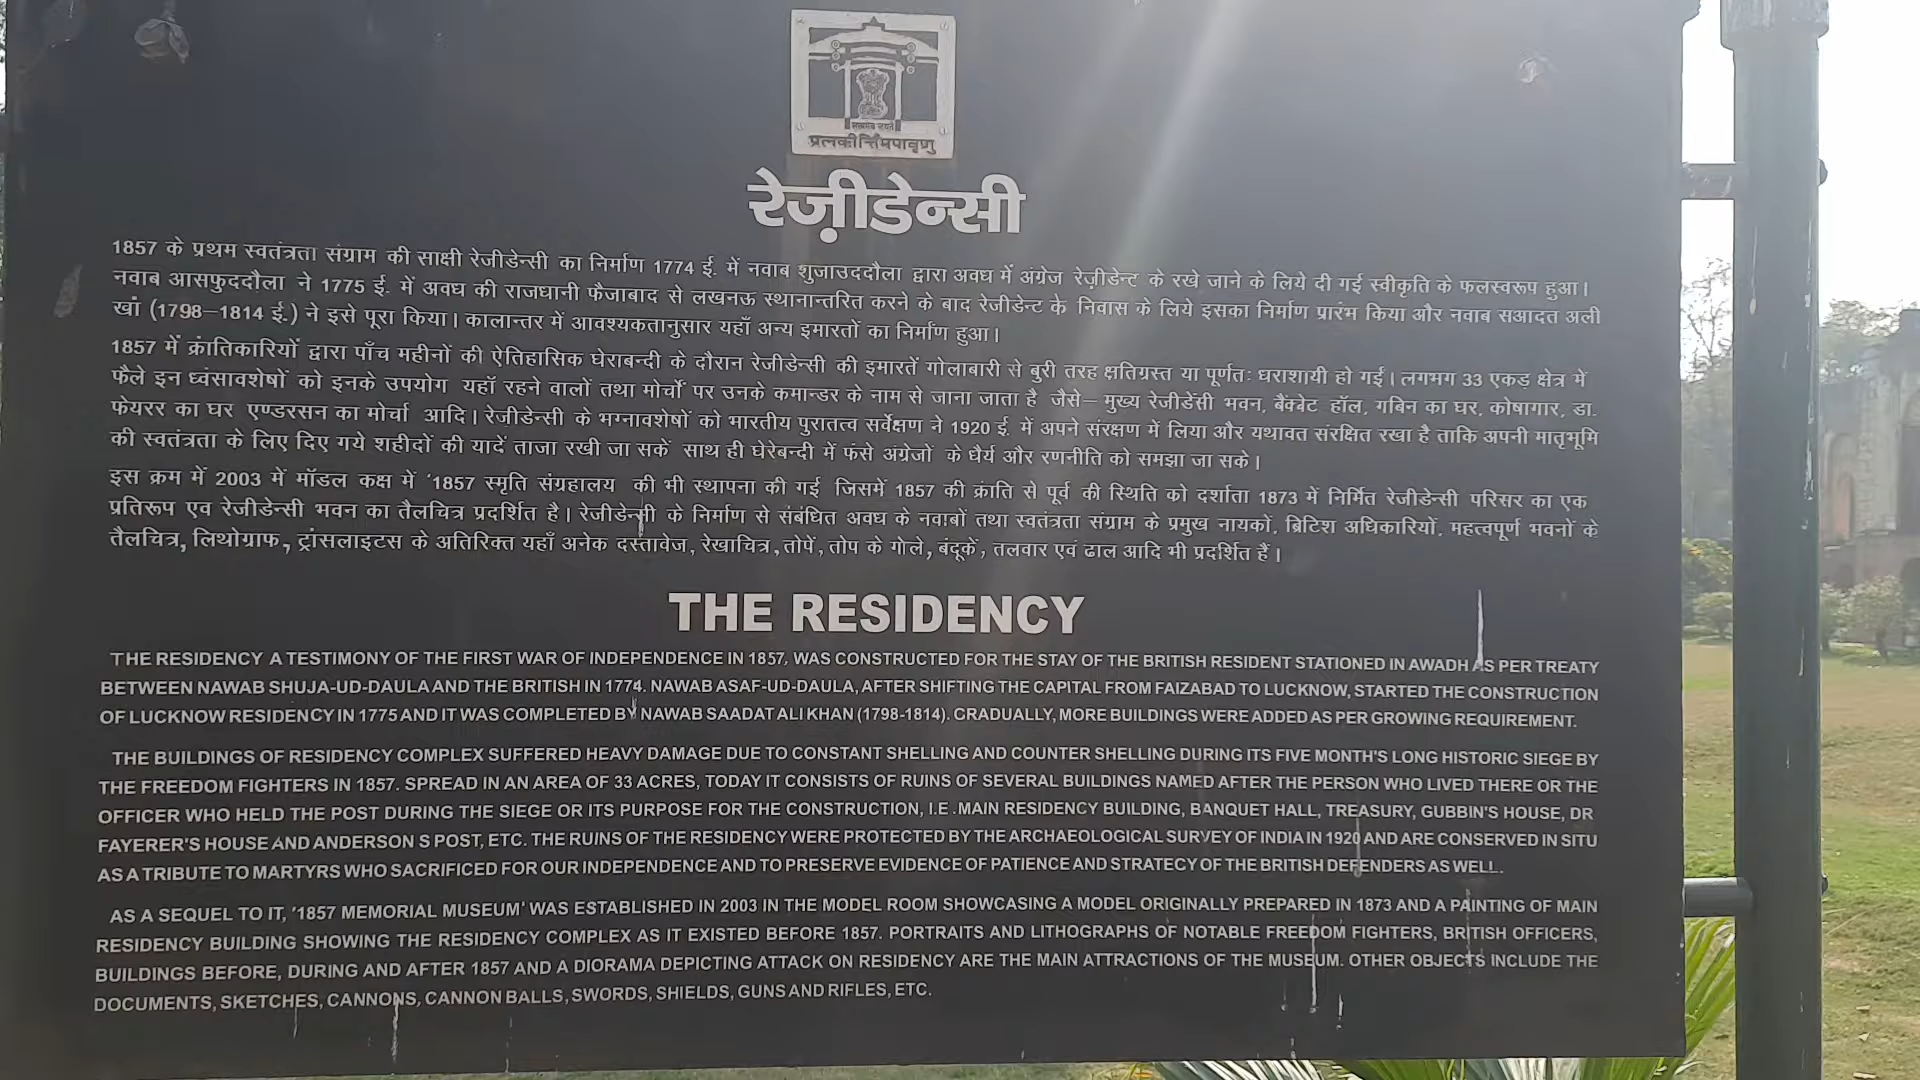 सत्यमेव जयते
प्रत्नकीर्त्तिमपावृणु
रेज़ीडेन्सी
1857 के प्रथम स्वतंत्रता संग्राम की साक्षी रेजीडेन्सी का निर्माण 1774 ई. में नवाब शुजाउददौला द्वारा अवध में अंग्रेज रेज़ीडेन्ट के रखे जाने के लिये दी गई स्वीकृति के फलस्वरूप हुआ।
नवाब आसफुददौला ने 1775 ई. में अवध की राजधानी फैजाबाद से लखनऊ स्थानान्तरित करने के बाद रेजीडेन्ट के निवास के लिये इसका निर्माण प्रारंभ किया और नवाब सआदत अली
खां (1798–1814 ई.) ने इसे पूरा किया। कालान्तर में आवश्यकतानुसार यहाँ अन्य इमारतों का निर्माण हुआ।
1857 में क्रांतिकारियों द्वारा पाँच महीनों की ऐतिहासिक घेराबन्दी के दौरान रेजीडेन्सी की इमारतें गोलाबारी से बुरी तरह क्षतिग्रस्त या पूर्णतः धराशायी हो गई। लगभग 33 एकड़ क्षेत्र में
फैले इन ध्वंसावशेषों को इनके उपयोग यहाँ रहने वालों तथा मोर्चों पर उनके कमान्डर के नाम से जाना जाता है जैसे– मुख्य रेजीडेंसी भवन, बैंक्वेट हॉल, गबिन का घर, कोषागार, डा.
फेयरर का घर एण्डरसन का मोर्चा आदि। रेजीडेन्सी के भग्नावशेषों को भारतीय पुरातत्व सर्वेक्षण ने 1920 ई. में अपने संरक्षण में लिया और यथावत संरक्षित रखा है ताकि अपनी मातृभूमि
की स्वतंत्रता के लिए दिए गये शहीदों की यादें ताजा रखी जा सकें साथ ही घेरेबन्दी में फंसे अंग्रेजों के धैर्य और रणनीति को समझा जा सके।
इस क्रम में 2003 में मॉडल कक्ष में '1857 स्मृति संग्रहालय की भी स्थापना की गई जिसमें 1857 की क्रांति से पूर्व की स्थिति को दर्शाता 1873 में निर्मित रेजीडेन्सी परिसर का एक
प्रतिरूप एव रेजीडेन्सी भवन का तैलचित्र प्रदर्शित है। रेजीडेन्सी के निर्माण से संबंधित अवध के नवाबों तथा स्वतंत्रता संग्राम के प्रमुख नायकों, ब्रिटिश अधिकारियों, महत्वपूर्ण भवनों के
तैलचित्र, लिथोग्राफ, ट्रांसलाइटस के अतिरिक्त यहाँ अनेक दस्तावेज, रेखाचित्र, तोपें, तोप के गोले, बंदूकें, तलवार एवं ढाल आदि भी प्रदर्शित हैं।
THE RESIDENCY
THE RESIDENCY A TESTIMONY OF THE FIRST WAR OF INDEPENDENCE IN 1857, WAS CONSTRUCTED FOR THE STAY OF THE BRITISH RESIDENT STATIONED IN AWADH AS PER TREATY
BETWEEN NAWAB SHUJA-UD-DAULA AND THE BRITISH IN 1774. NAWAB ASAF-UD-DAULA, AFTER SHIFTING THE CAPITAL FROM FAIZABAD TO LUCKNOW, STARTED THE CONSTRUCTION
OF LUCKNOW RESIDENCY IN 1775 AND IT WAS COMPLETED BY NAWAB SAADAT ALI KHAN (1798-1814). GRADUALLY, MORE BUILDINGS WERE ADDED AS PER GROWING REQUIREMENT.
THE BUILDINGS OF RESIDENCY COMPLEX SUFFERED HEAVY DAMAGE DUE TO CONSTANT SHELLING AND COUNTER SHELLING DURING ITS FIVE MONTH'S LONG HISTORIC SIEGE BY
THE FREEDOM FIGHTERS IN 1857. SPREAD IN AN AREA OF 33 ACRES, TODAY IT CONSISTS OF RUINS OF SEVERAL BUILDINGS NAMED AFTER THE PERSON WHO LIVED THERE OR THE
OFFICER WHO HELD THE POST DURING THE SIEGE OR ITS PURPOSE FOR THE CONSTRUCTION, I.E. MAIN RESIDENCY BUILDING, BANQUET HALL, TREASURY, GUBBIN'S HOUSE, DR
FAYERER'S HOUSE AND ANDERSON S POST, ETC. THE RUINS OF THE RESIDENCY WERE PROTECTED BY THE ARCHAEOLOGICAL SURVEY OF INDIA IN 1920 AND ARE CONSERVED IN SITU
AS A TRIBUTE TO MARTYRS WHO SACRIFICED FOR OUR INDEPENDENCE AND TO PRESERVE EVIDENCE OF PATIENCE AND STRATECY OF THE BRITISH DEFENDERS AS WELL.
AS A SEQUEL TO IT, '1857 MEMORIAL MUSEUM' WAS ESTABLISHED IN 2003 IN THE MODEL ROOM SHOWCASING A MODEL ORIGINALLY PREPARED IN 1873 AND A PAINTING OF MAIN
RESIDENCY BUILDING SHOWING THE RESIDENCY COMPLEX AS IT EXISTED BEFORE 1857. PORTRAITS AND LITHOGRAPHS OF NOTABLE FREEDOM FIGHTERS, BRITISH OFFICERS,
BUILDINGS BEFORE, DURING AND AFTER 1857 AND A DIORAMA DEPICTING ATTACK ON RESIDENCY ARE THE MAIN ATTRACTIONS OF THE MUSEUM. OTHER OBJECTS INCLUDE THE
DOCUMENTS, SKETCHES, CANNONS, CANNON BALLS, SWORDS, SHIELDS, GUNS AND RIFLES, ETC.